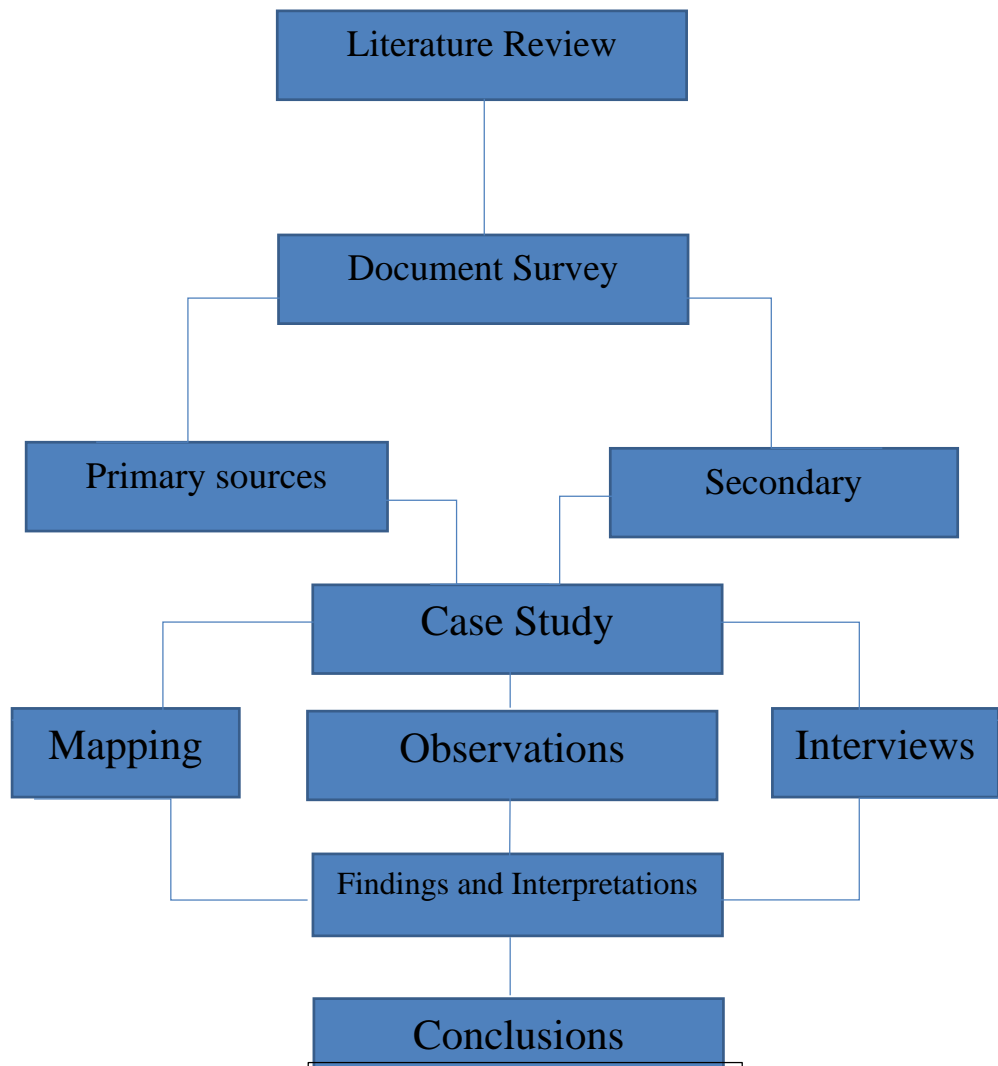 Literature Review
Document Survey
Primary sources
Secondary
Case Study
Mapping
Observations
Interviews
Findings and Interpretations
Conclusions